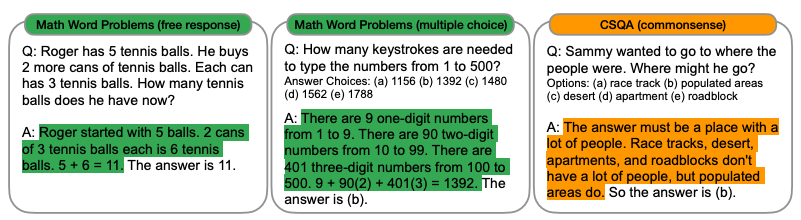 Math Word Problems (free response)
Q: Roger has 5 tennis balls. He buys
2 more cans of tennis balls. Each can
has 3 tennis balls. How many tennis
balls does he have now?
A: Roger started with 5 balls. 2 cans
of 3 tennis balls each is 6 tennis
balls. 5 + 6 = 11. The answer is 11.
Math Word Problems (multiple choice)
Q: How many keystrokes are needed
to type the numbers from 1 to 500?
Answer Choices: (a) 1156 (b) 1392 (c) 1480
(d) 1562 (e) 1788
A: There are 9 one-digit numbers
from 1 to 9. There are 90 two-digit
numbers from 10 to 99. There are
401 three-digit numbers from 100 to
500. 9 + 90(2) + 401(3) = 1392. The
answer is (b).
CSQA (commonsense)
Q: Sammy wanted to go to where the
people were. Where might he go?
Options: (a) race track (b) populated areas
(c) desert (d) apartment (e) roadblock
A: The answer must be a place with a
lot of people. Race tracks, desert,
apartments, and roadblocks don't
have a lot of people, but populated
areas do. So the answer is (b).